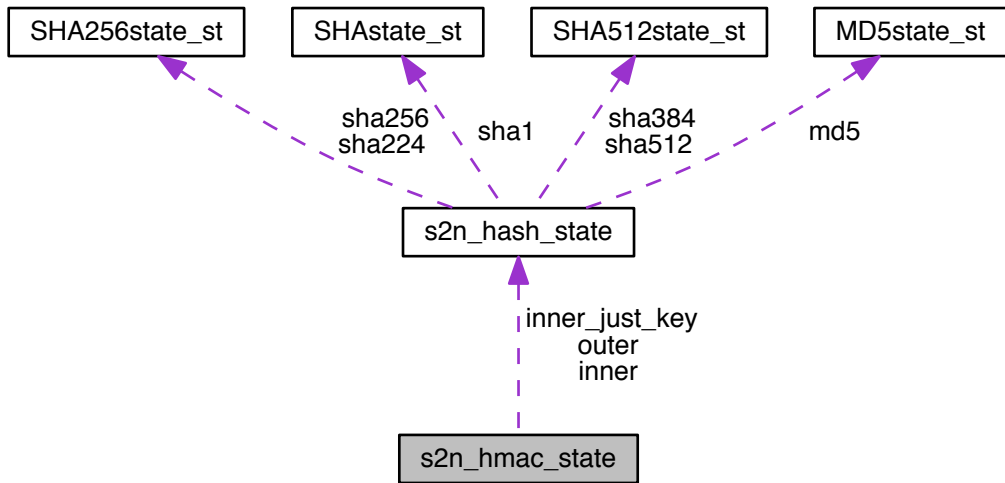 SHA256state_st
SHAstate_st
SHA512state_st
MD5state_st
sha256
sha224
sha1
sha384
sha512
md5
s2n_hash_state
inner_just_key
outer
inner
s2n_hmac_state